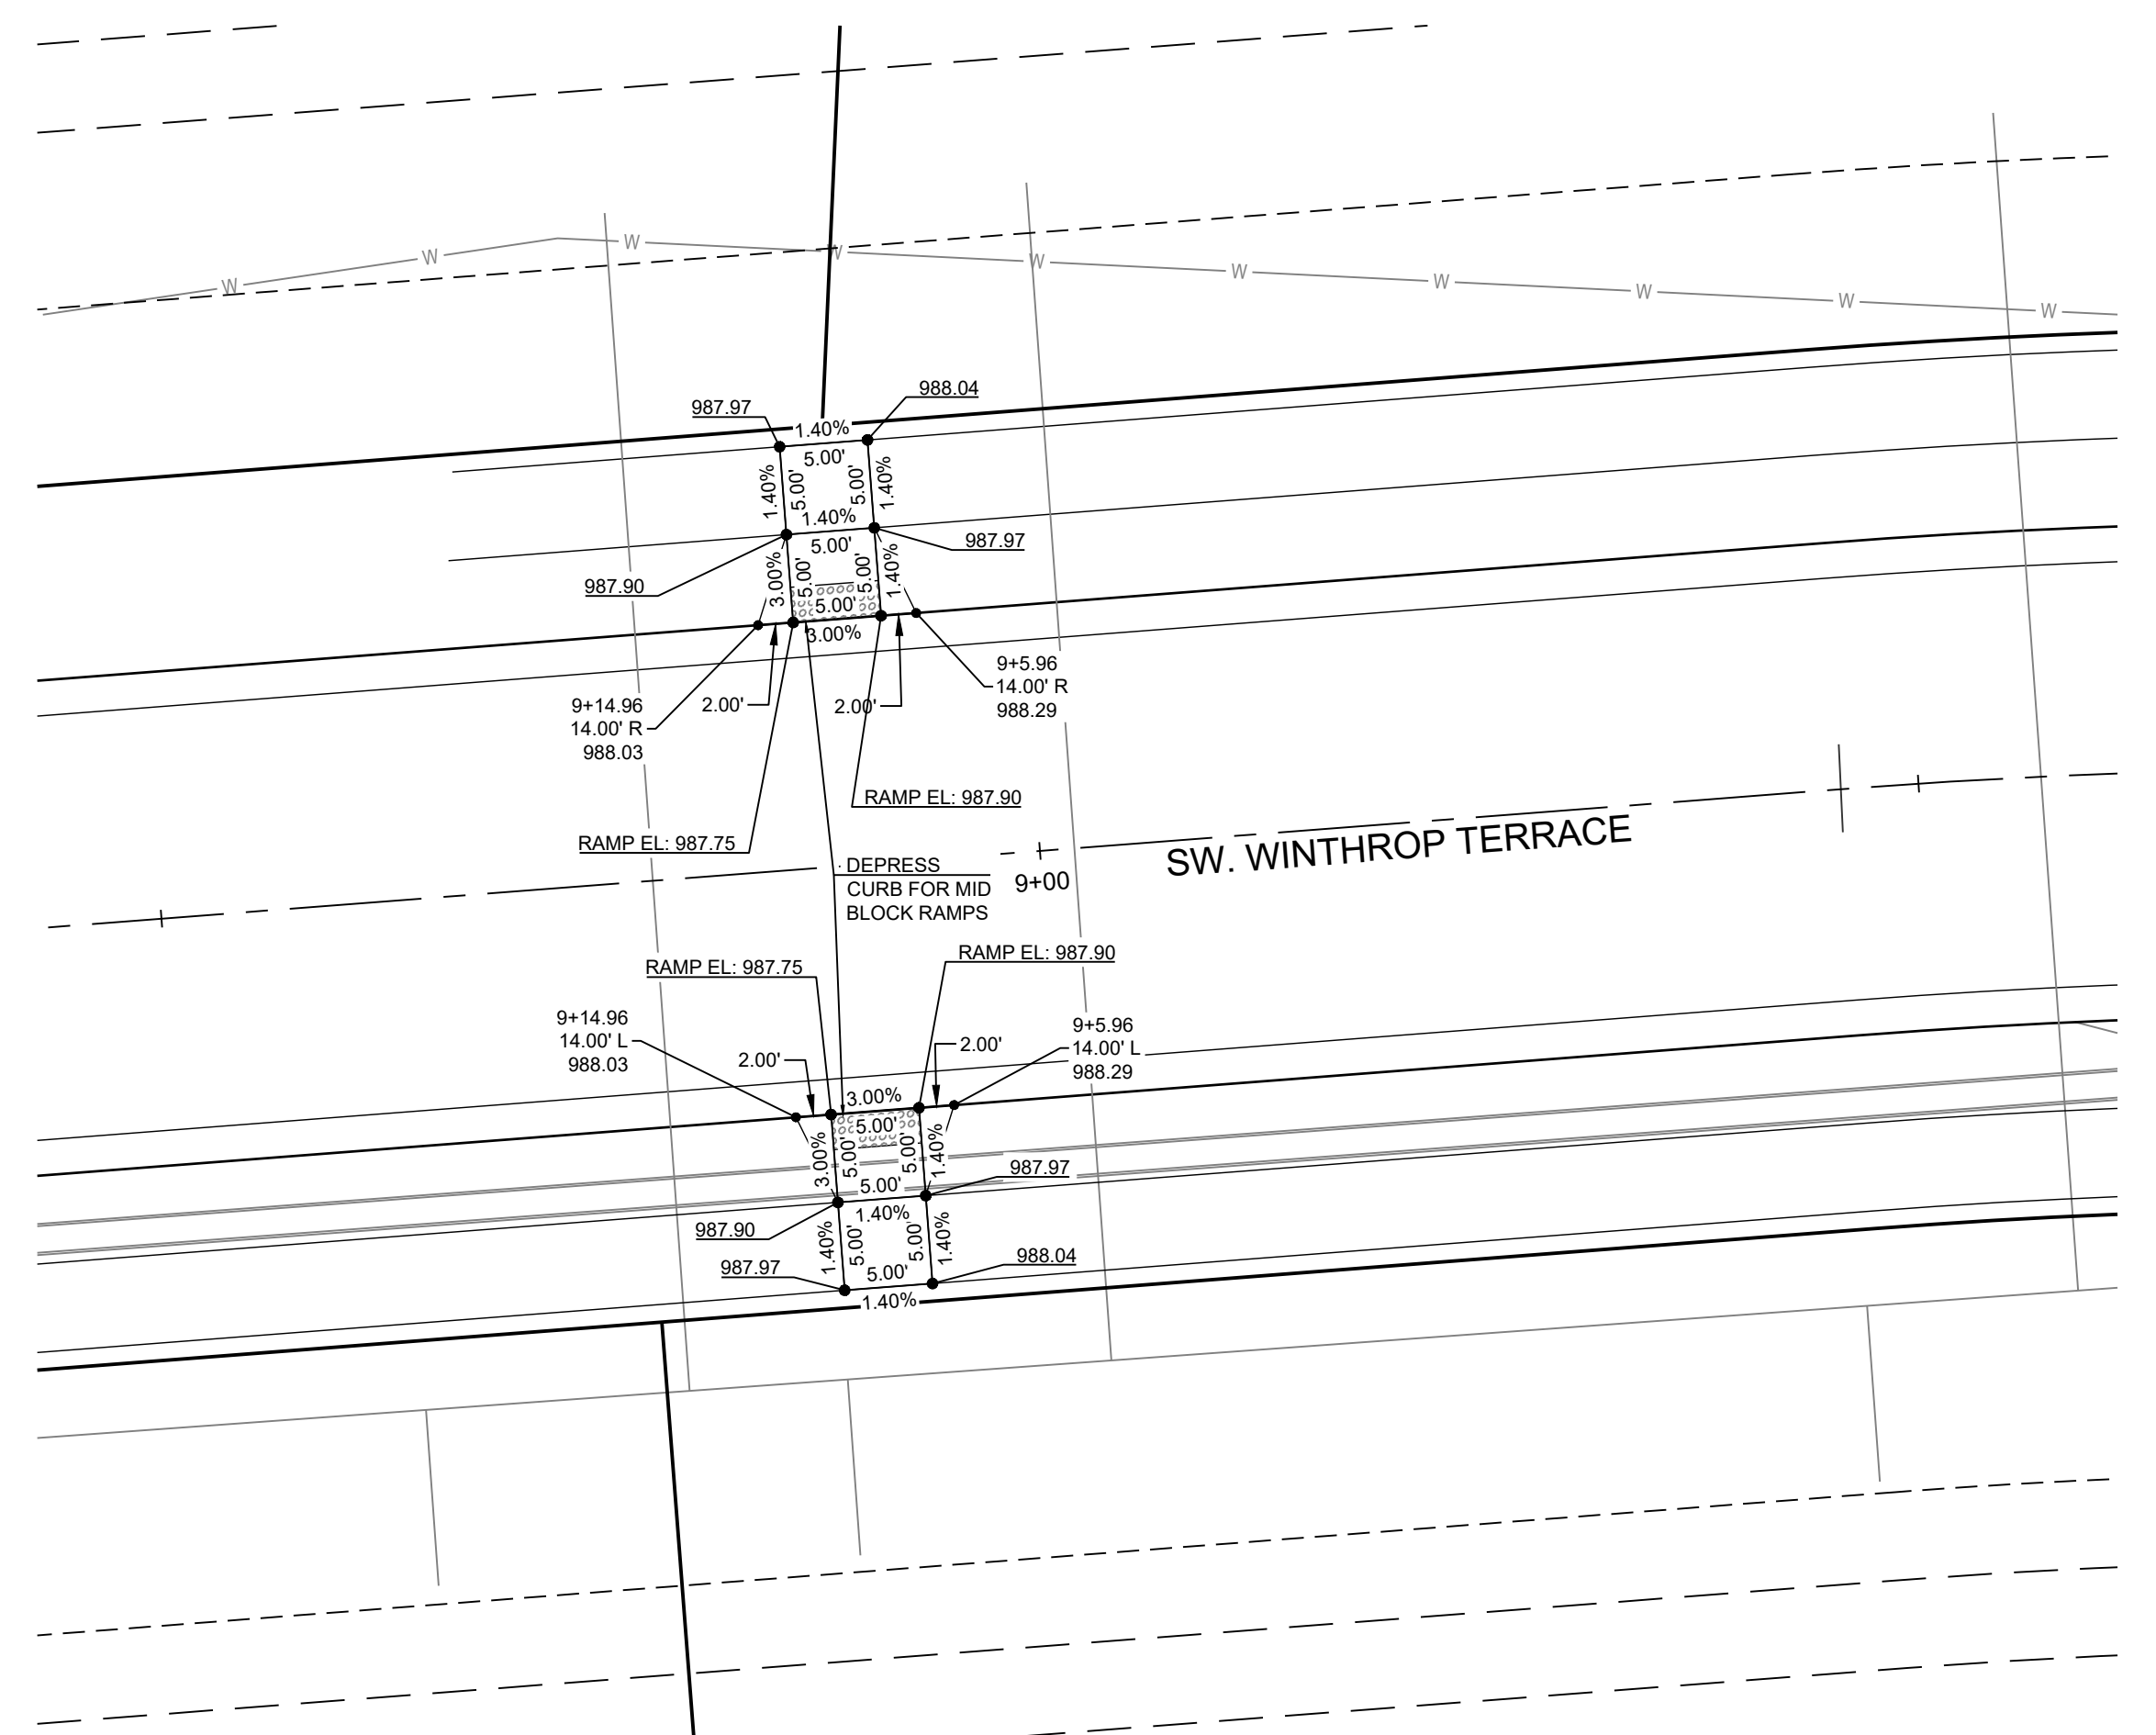 W
W
W
W
W
W
W
W
W
W
988.04
987.97
1.40%
5.00'
1.40%
5.00'
5.00'
1.40%
1.40%
5.00'
987.97
987.90
3.00%
5.00'
5.00'
1.40%
5.00'
3.00%
9+14.96
14.00' R
988.03
2.00'
2.00'
9+5.96
14.00' R
988.29
RAMP EL: 987.90
RAMP EL: 987.75
DEPRESS
CURB FOR MID
BLOCK RAMPS
9+00
SW. WINTHROP TERRACE
RAMP EL: 987.75
RAMP EL: 987.90
9+14.96
14.00' L
988.03
2.00'
2.00'
9+5.96
14.00' L
988.29
3.00%
5.00'
3.00%
5.00'
5.00'
1.40%
987.97
5.00'
1.40%
987.90
1.40%
5.00'
5.00'
1.40%
987.97
988.04
5.00'
1.40%